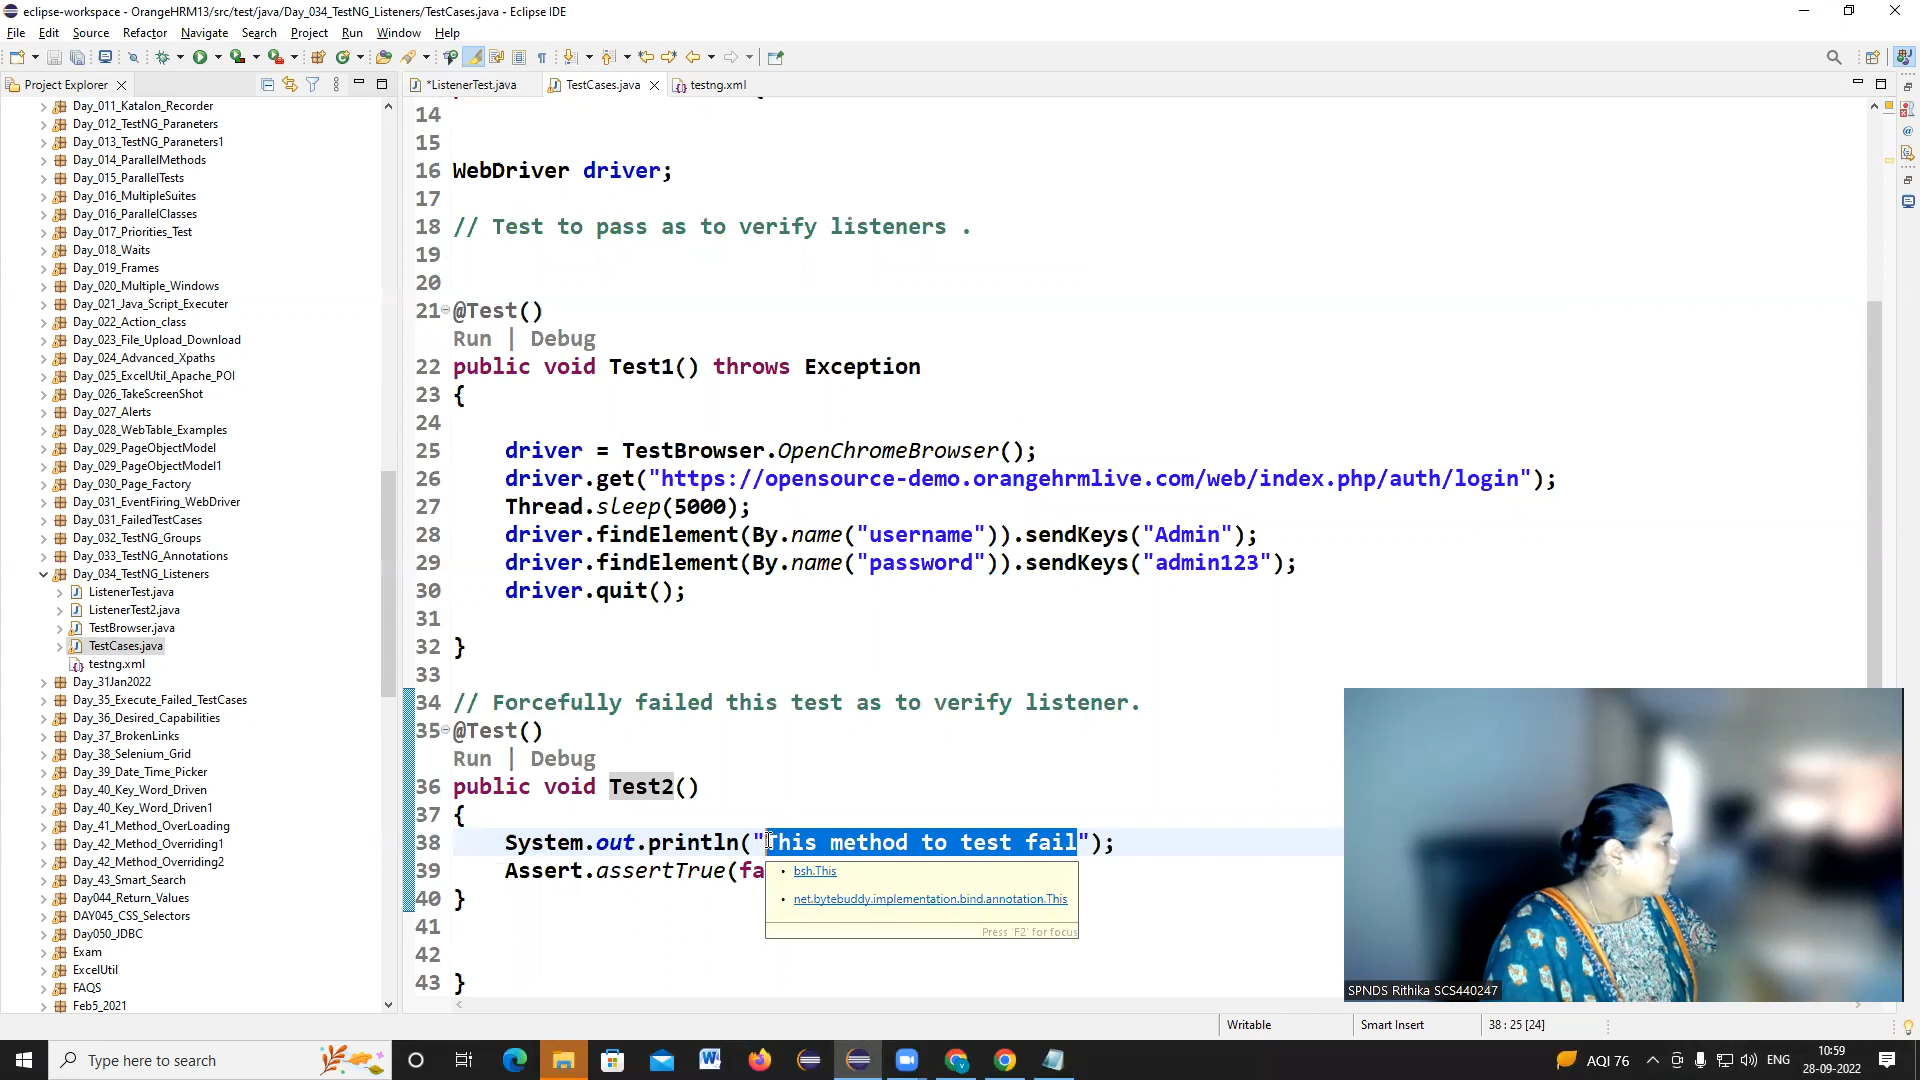 eclipse-workspace - OrangeHRM13/src/test/java/Day_034_TestNG_Listeners/TestCases.java - Eclipse IDE
File Edit Source Refactor Navigate Search Project Run Window Help
Project Explorer
*ListenerTest.java TestCases.java testng.xml
Day_011_Katalon_Recorder
Day_012_TestNG_Paraneters
Day_013_TestNG_Paraneters1
Day_014_ParallelMethods
Day_015_ParallelTests
Day_016_MultipleSuites
Day_016_ParallelClasses
Day_017_Priorities_Test
Day_018_Waits
Day_019_Frames
Day_020_Multiple_Windows
Day_021_Java_Script_Executer
Day_022_Action_class
Day_023_File_Upload_Download
Day_024_Advanced_Xpaths
Day_025_ExcelUtil_Apache_POI
Day_026_TakeScreenShot
Day_027_Alerts
Day_028_WebTable_Examples
Day_029_PageObjectModel
Day_029_PageObjectModel1
Day_030_Page_Factory
Day_031_EventFiring_WebDriver
Day_031_FailedTestCases
Day_032_TestNG_Groups
Day_033_TestNG_Annotations
Day_034_TestNG_Listeners
ListenerTest.java
ListenerTest2.java
TestBrowser.java
TestCases.java
testng.xml
Day_31Jan2022
Day_35_Execute_Failed_TestCases
Day_36_Desired_Capabilities
Day_37_BrokenLinks
Day_38_Selenium_Grid
Day_39_Date_Time_Picker
Day_40_Key_Word_Driven
Day_40_Key_Word_Driven1
Day_41_Method_OverLoading
Day_42_Method_Overriding1
Day_42_Method_Overriding2
Day_43_Smart_Search
Day044_Return_Values
DAY045_CSS_Selectors
Day050_JDBC
Exam
ExcelUtil
FAQS
Feb5_2021
14
15
16 WebDriver driver;
17
18 // Test to pass as to verify listeners .
19
20
21 @Test()
Run | Debug
22 public void Test1() throws Exception
23 {
24
25 driver = TestBrowser.OpenChromeBrowser();
26 driver.get("https://opensource-demo.orangehrmlive.com/web/index.php/auth/login");
27 Thread.sleep(5000);
28 driver.findElement(By.name("username")).sendKeys("Admin");
29 driver.findElement(By.name("password")).sendKeys("admin123");
30 driver.quit();
31
32 }
33
34 // Forcefully failed this test as to verify listener.
35 @Test()
Run | Debug
36 public void Test2()
37 {
38 System.out.println("This method to test fail");
39 Assert.assertTrue(fa
40 }
41
42
43 }
bsh.This
net.bytebuddy.implementation.bind.annotation.This
Press 'F2' for focus
SPNDS Rithika SCS440247
Writable Smart Insert 38 : 25 [24]
Type here to search
AQI 76 ENG 10:59
28-09-2022